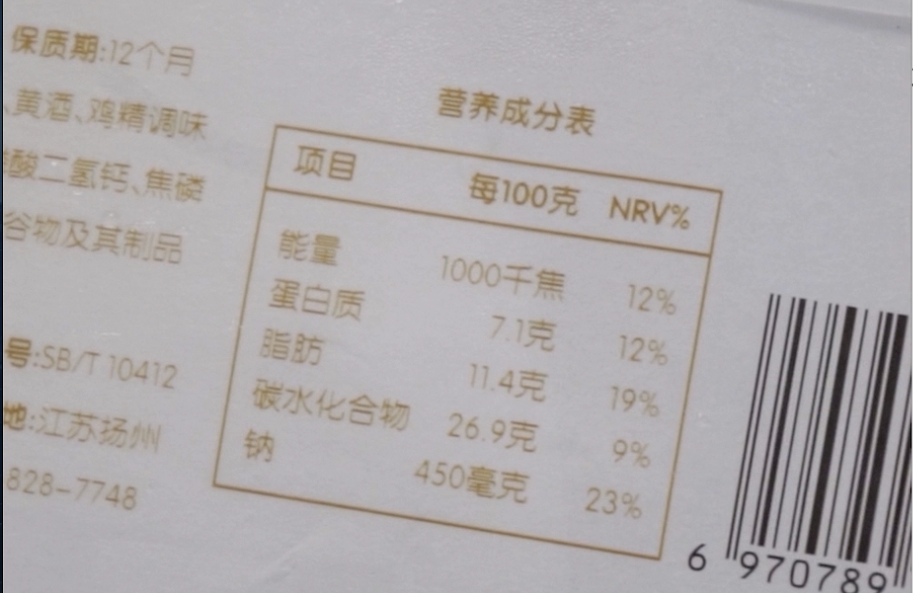 保质期:12个月
、黄酒、鸡精调味
酸二氢钙、焦磷
谷物及其制品
号:SB/T 10412
地:江苏扬州
828-7748
营养成分表
项目 每100克 NRV%
能量 1000千焦 12%
蛋白质 7.1克 12%
脂肪 11.4克 19%
碳水化合物 26.9克 9%
钠 450毫克 23%
6 970789